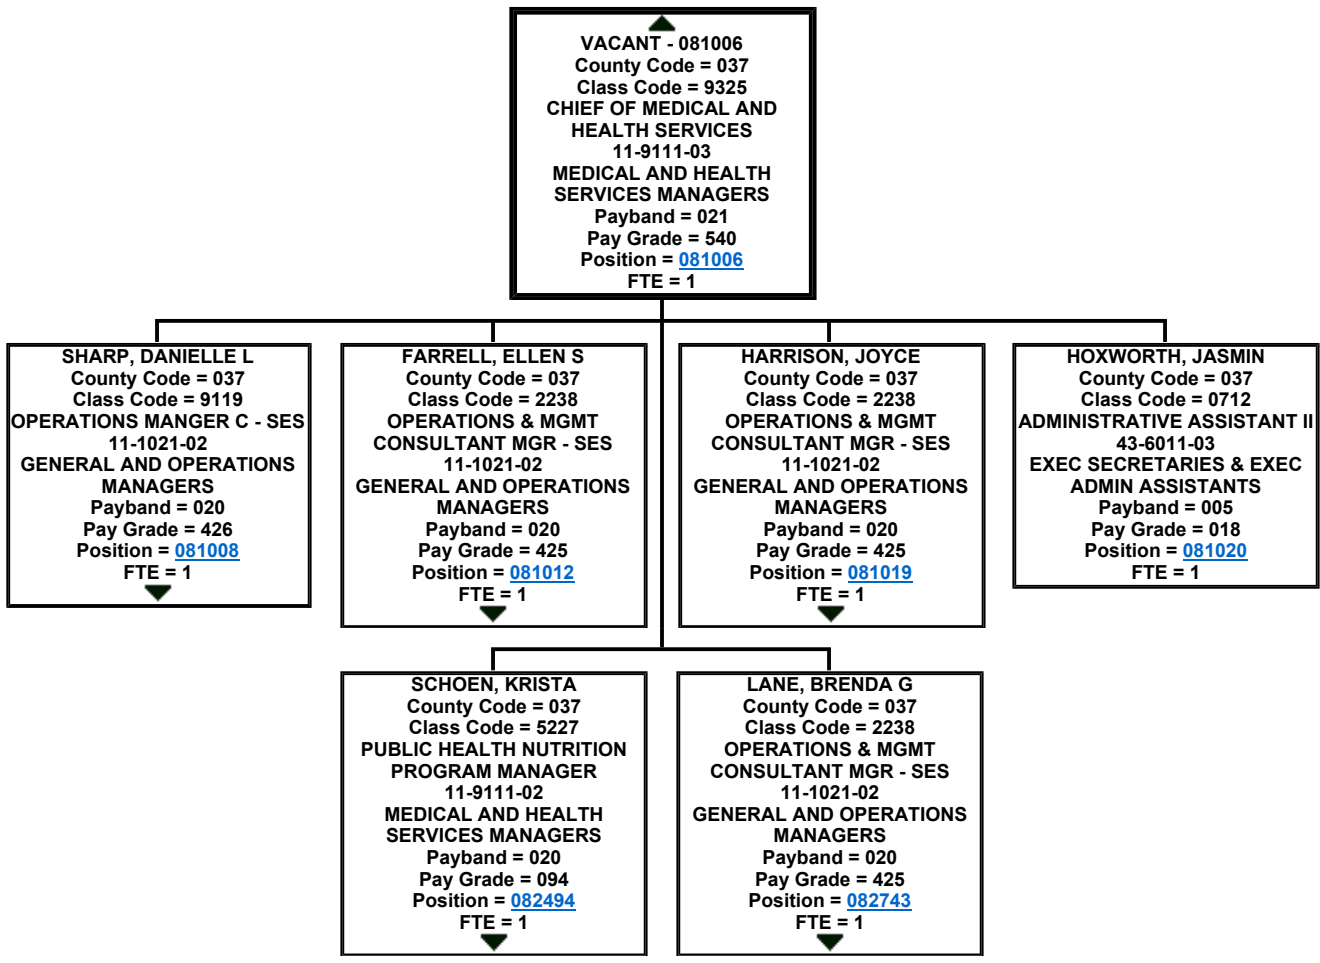 VACANT - 081006
County Code = 037
Class Code = 9325
CHIEF OF MEDICAL AND
HEALTH SERVICES
11-9111-03
MEDICAL AND HEALTH
SERVICES MANAGERS
Payband = 021
Pay Grade = 540
Position = 081006
FTE = 1
SHARP, DANIELLE L
County Code = 037
Class Code = 9119
OPERATIONS MANGER C - SES
11-1021-02
GENERAL AND OPERATIONS
MANAGERS
Payband = 020
Pay Grade = 426
Position = 081008
FTE = 1
FARRELL, ELLEN S
County Code = 037
Class Code = 2238
OPERATIONS & MGMT
CONSULTANT MGR - SES
11-1021-02
GENERAL AND OPERATIONS
MANAGERS
Payband = 020
Pay Grade = 425
Position = 081012
FTE = 1
HARRISON, JOYCE
County Code = 037
Class Code = 2238
OPERATIONS & MGMT
CONSULTANT MGR - SES
11-1021-02
GENERAL AND OPERATIONS
MANAGERS
Payband = 020
Pay Grade = 425
Position = 081019
FTE = 1
HOXWORTH, JASMIN
County Code = 037
Class Code = 0712
ADMINISTRATIVE ASSISTANT II
43-6011-03
EXEC SECRETARIES & EXEC
ADMIN ASSISTANTS
Payband = 005
Pay Grade = 018
Position = 081020
FTE = 1
SCHOEN, KRISTA
County Code = 037
Class Code = 5227
PUBLIC HEALTH NUTRITION
PROGRAM MANAGER
11-9111-02
MEDICAL AND HEALTH
SERVICES MANAGERS
Payband = 020
Pay Grade = 094
Position = 082494
FTE = 1
LANE, BRENDA G
County Code = 037
Class Code = 2238
OPERATIONS & MGMT
CONSULTANT MGR - SES
11-1021-02
GENERAL AND OPERATIONS
MANAGERS
Payband = 020
Pay Grade = 425
Position = 082743
FTE = 1